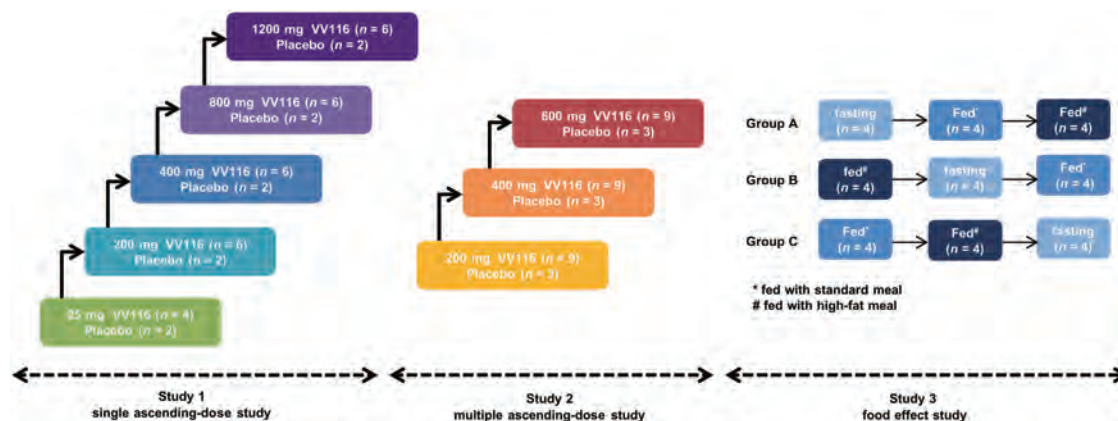 1200 mg VV116 (n = 6)
Placebo (n = 2)
800 mg VV116 (n = 6)
Placebo (n = 2)
400 mg VV116 (n = 6)
Placebo (n = 2)
200 mg VV116 (n = 6)
Placebo (n = 2)
25 mg VV116 (n = 4)
Placebo (n = 2)
600 mg VV116 (n = 9)
Placebo (n = 3)
400 mg VV116 (n = 9)
Placebo (n = 3)
200 mg VV116 (n = 9)
Placebo (n = 3)
Group A
fasting
(n = 4)
Fed*
(n = 4)
Fed#
(n = 4)
Group B
fed#
(n = 4)
fasting
(n = 4)
Fed*
(n = 4)
Group C
Fed*
(n = 4)
Fed#
(n = 4)
fasting
(n = 4)
* fed with standard meal
# fed with high-fat meal
Study 1
single ascending-dose study
Study 2
multiple ascending-dose study
Study 3
food effect study